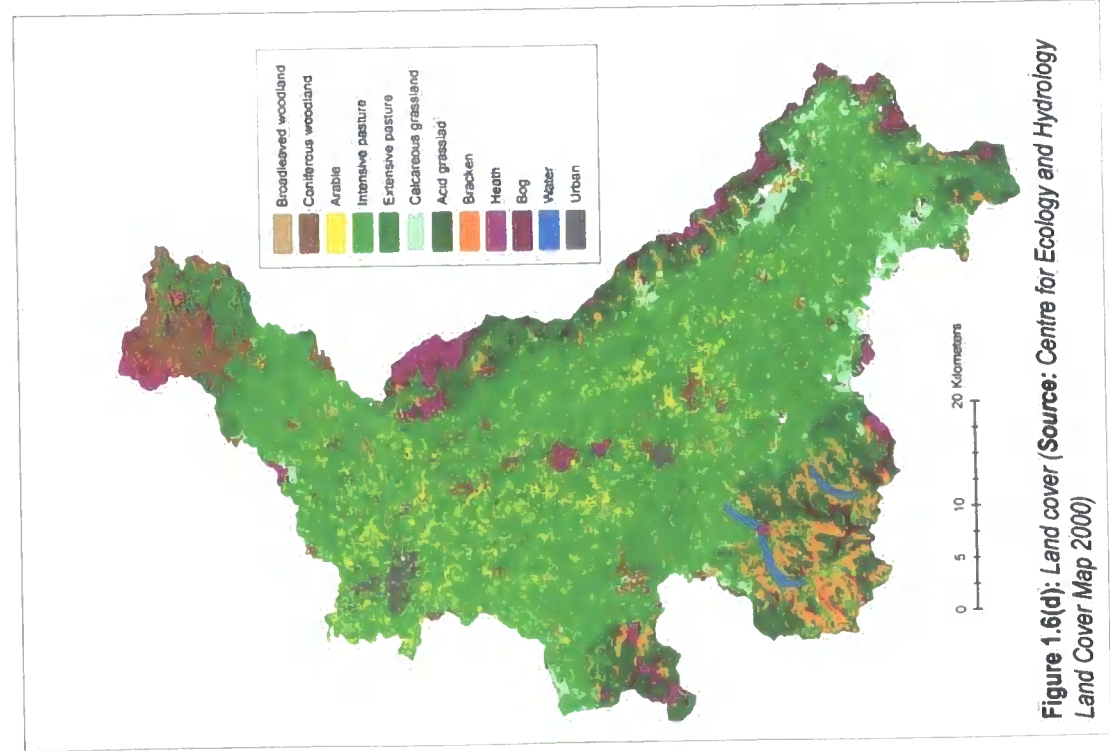 Broadleaved woodland
Coniferous woodland
Arable
Intensive pasture
Extensive pasture
Calcareous grassland
Acid grasslad
Bracken
Heath
Bog
Water
Urban
0 5 10 20 Kilometers
Figure 1.6(d): Land cover (Source: Centre for Ecology and Hydrology
Land Cover Map 2000)